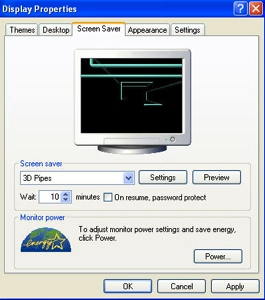 Display Properties
Themes Desktop Screen Saver Appearance Settings
Screen saver
3D Pipes Settings Preview
Wait: 10 minutes On resume, password protect
Monitor power
To adjust monitor power settings and save energy,
click Power.
energy
Power...
OK Cancel Apply